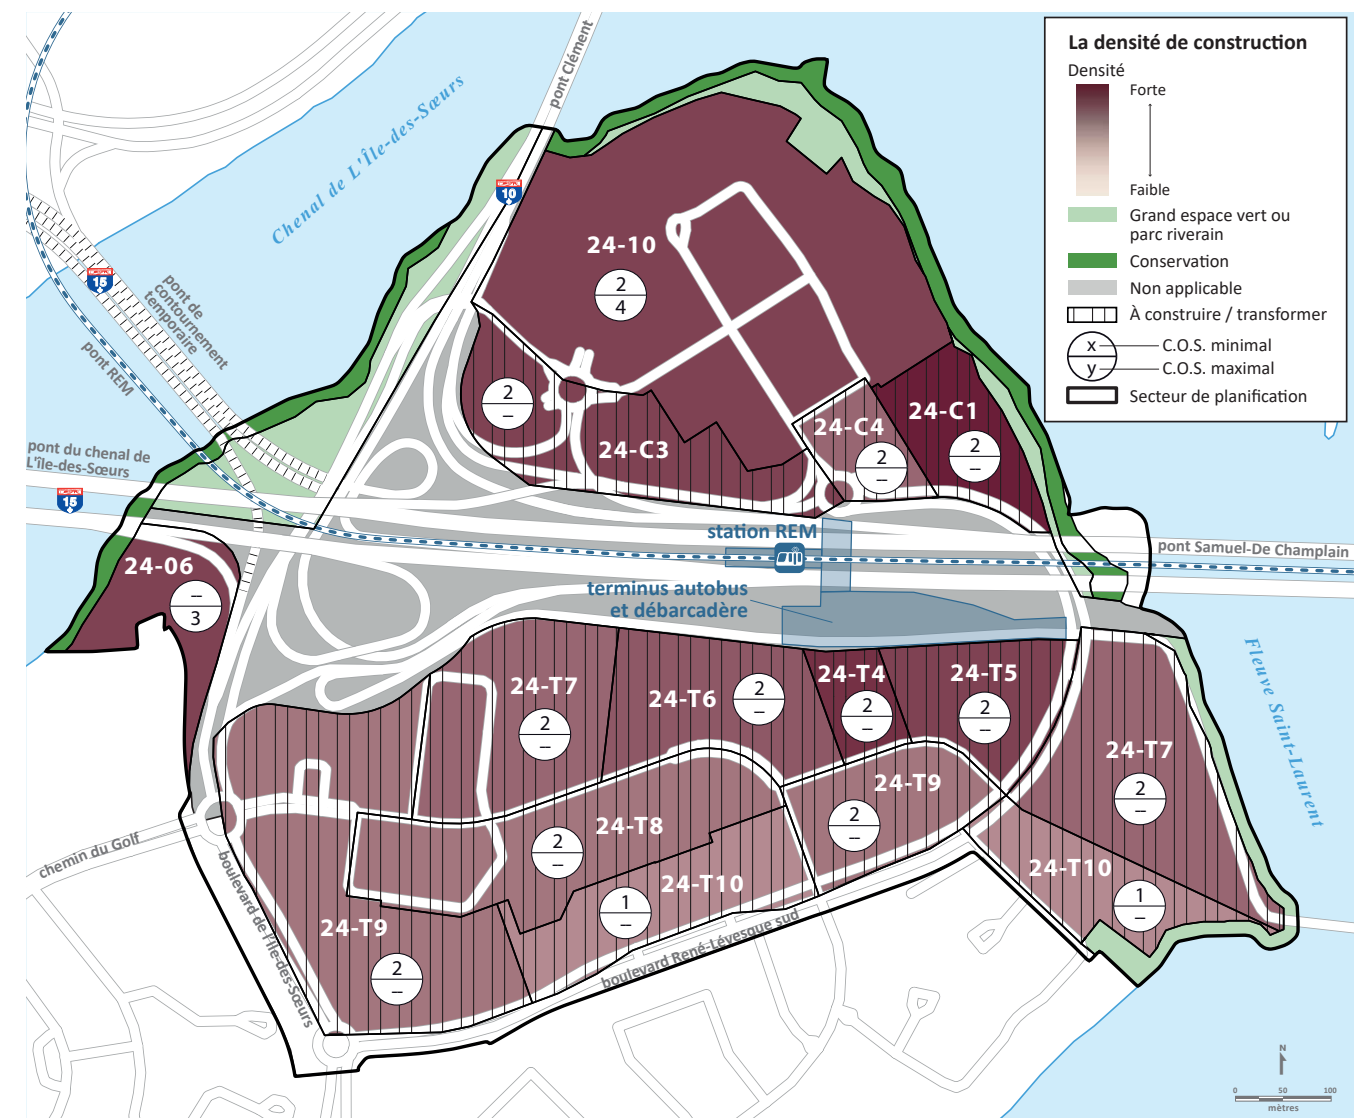 La densité de construction
Densité
Forte
Faible
Grand espace vert ou
parc riverain
Conservation
Non applicable
À construire / transformer
x
C.O.S. minimal
y
C.O.S. maximal
Secteur de planification
pont Clément
Chenal de L'Île-des-Sœurs
10
15
pont de
contournement
temporaire
pont REM
pont du chenal de
L'île-des-Sœurs
15
24-10
2
4
2
–
24-C3
24-C4
2
–
24-C1
2
–
station REM
pont Samuel-De Champlain
terminus autobus
et débarcadère
24-06
–
3
24-T7
2
–
24-T6
2
–
24-T4
2
–
24-T5
2
–
24-T7
2
–
Fleuve Saint-Laurent
24-T9
2
–
24-T8
2
–
24-T10
1
–
24-T10
1
–
24-T9
2
–
chemin du Golf
boulevard de l'Île-des-Sœurs
boulevard René-Lévesque sud
N
0 50 100
mètres